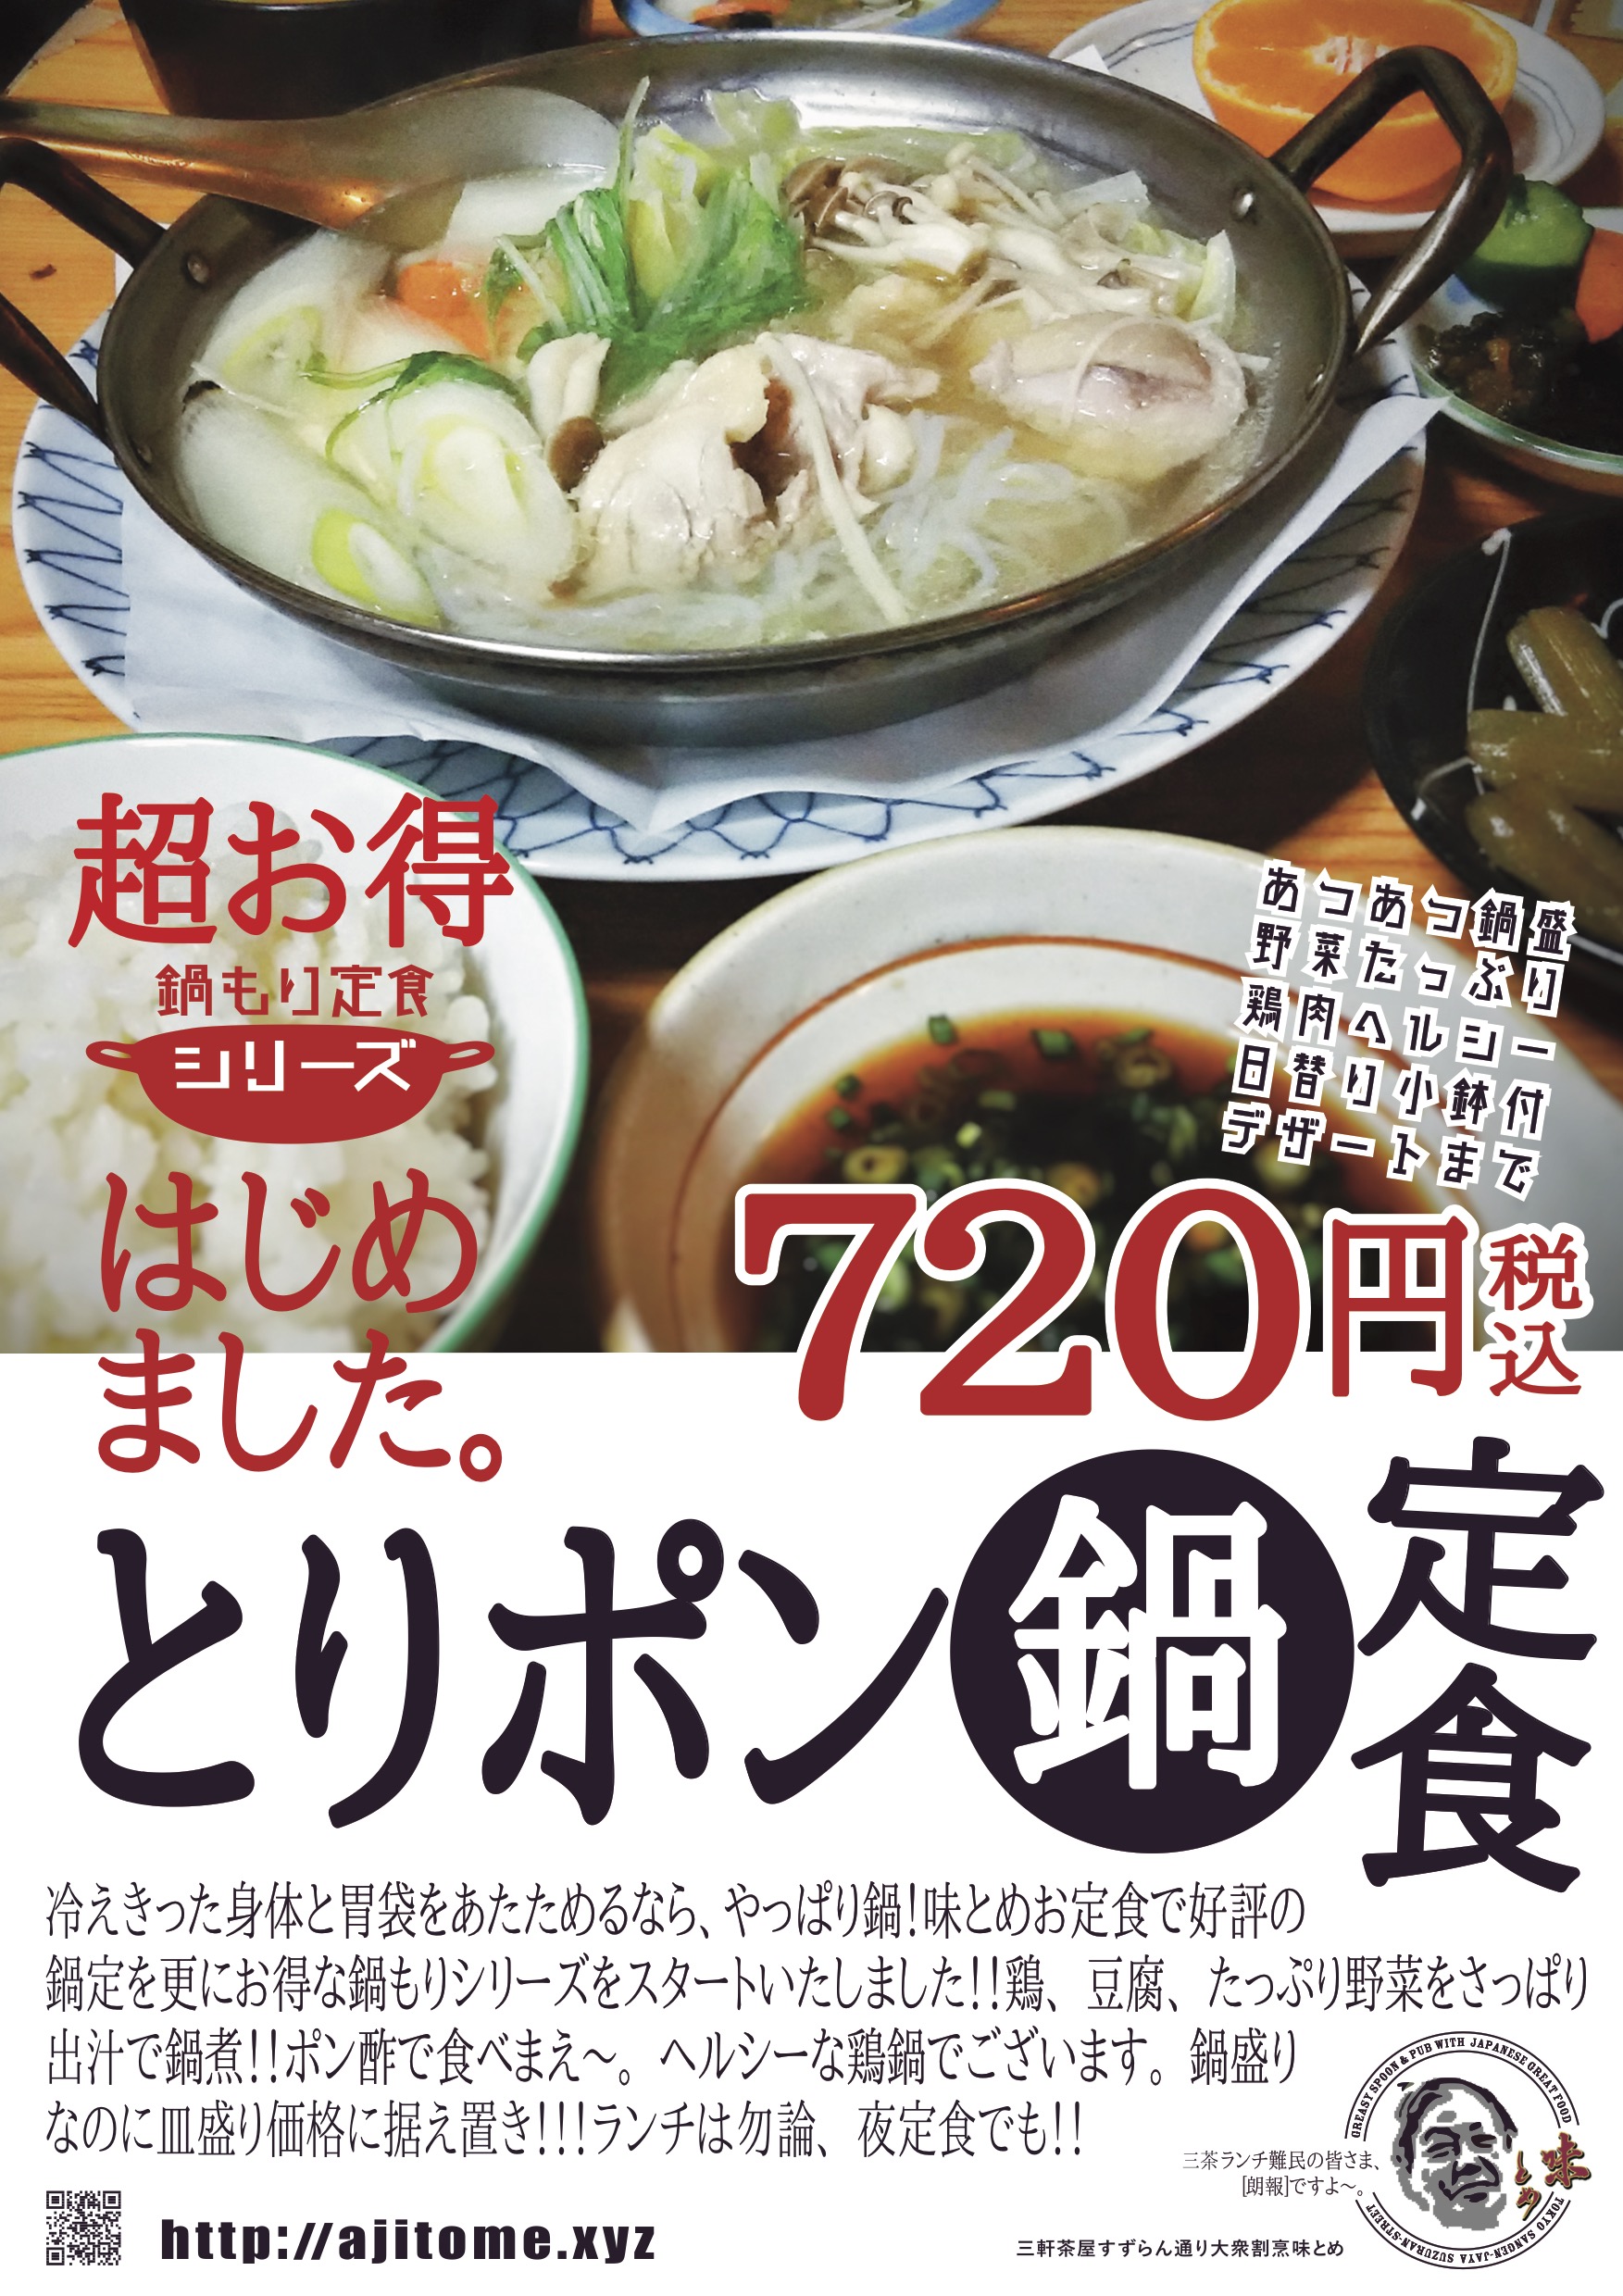 超お得
鍋もり定食
シリーズ
はじめ
ました。
あつあつ鍋盛
野菜たっぷり
鶏肉ヘルシー
日替り小鉢付
デザートまで
720円税込
とりポン鍋定食
冷えきった身体と胃袋をあたためるなら、やっぱり鍋!味とめお定食で好評の
鍋定を更にお得な鍋もりシリーズをスタートいたしました!!鶏、豆腐、たっぷり野菜をさっぱり
出汁で鍋煮!!ポン酢で食べまえ〜。ヘルシーな鶏鍋でございます。鍋盛り
なのに皿盛り価格に据え置き!!!ランチは勿論、夜定食でも!!
三茶ランチ難民の皆さま、
[朗報]ですよ〜。
GREASY SPOON & PUB WITH JAPANESE GREAT FOOD
味とめ
TOKYO SANGEN-JAYA SUZURAN-STREET
http://ajitome.xyz
三軒茶屋すずらん通り大衆割烹味とめ